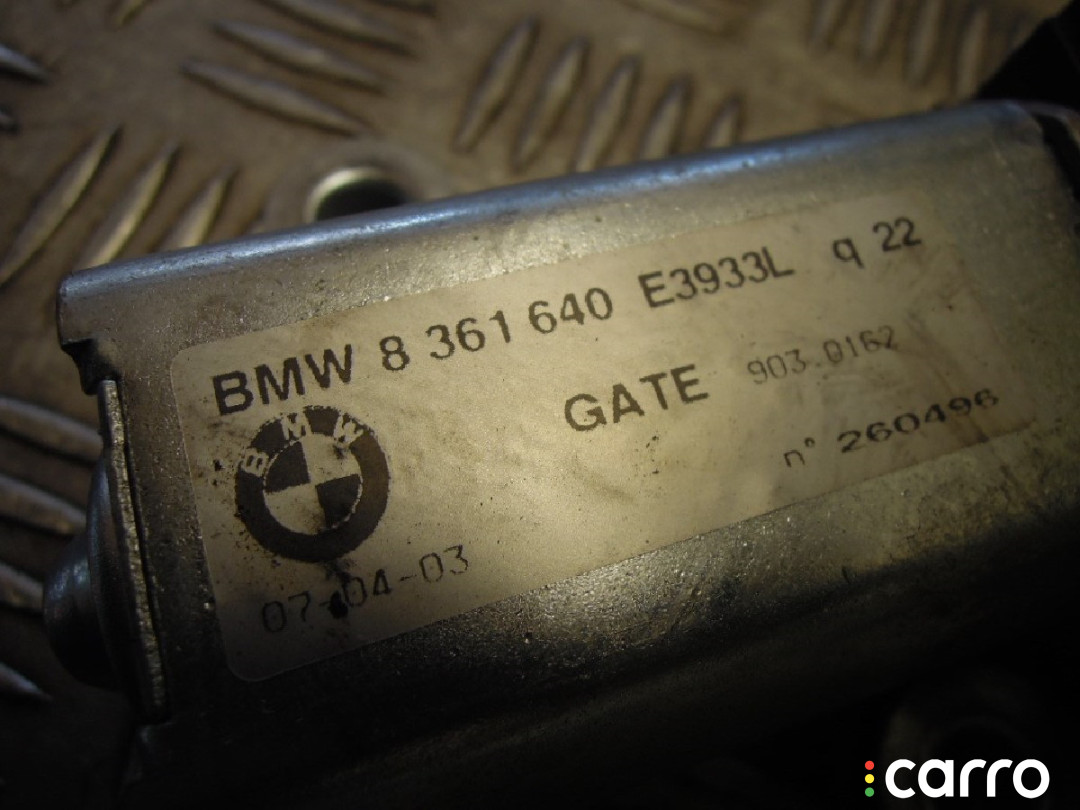 BMW 8 361 640 E3933L q 22
GATE 903.0162
n° 260496
BMW
07-04-03
carro